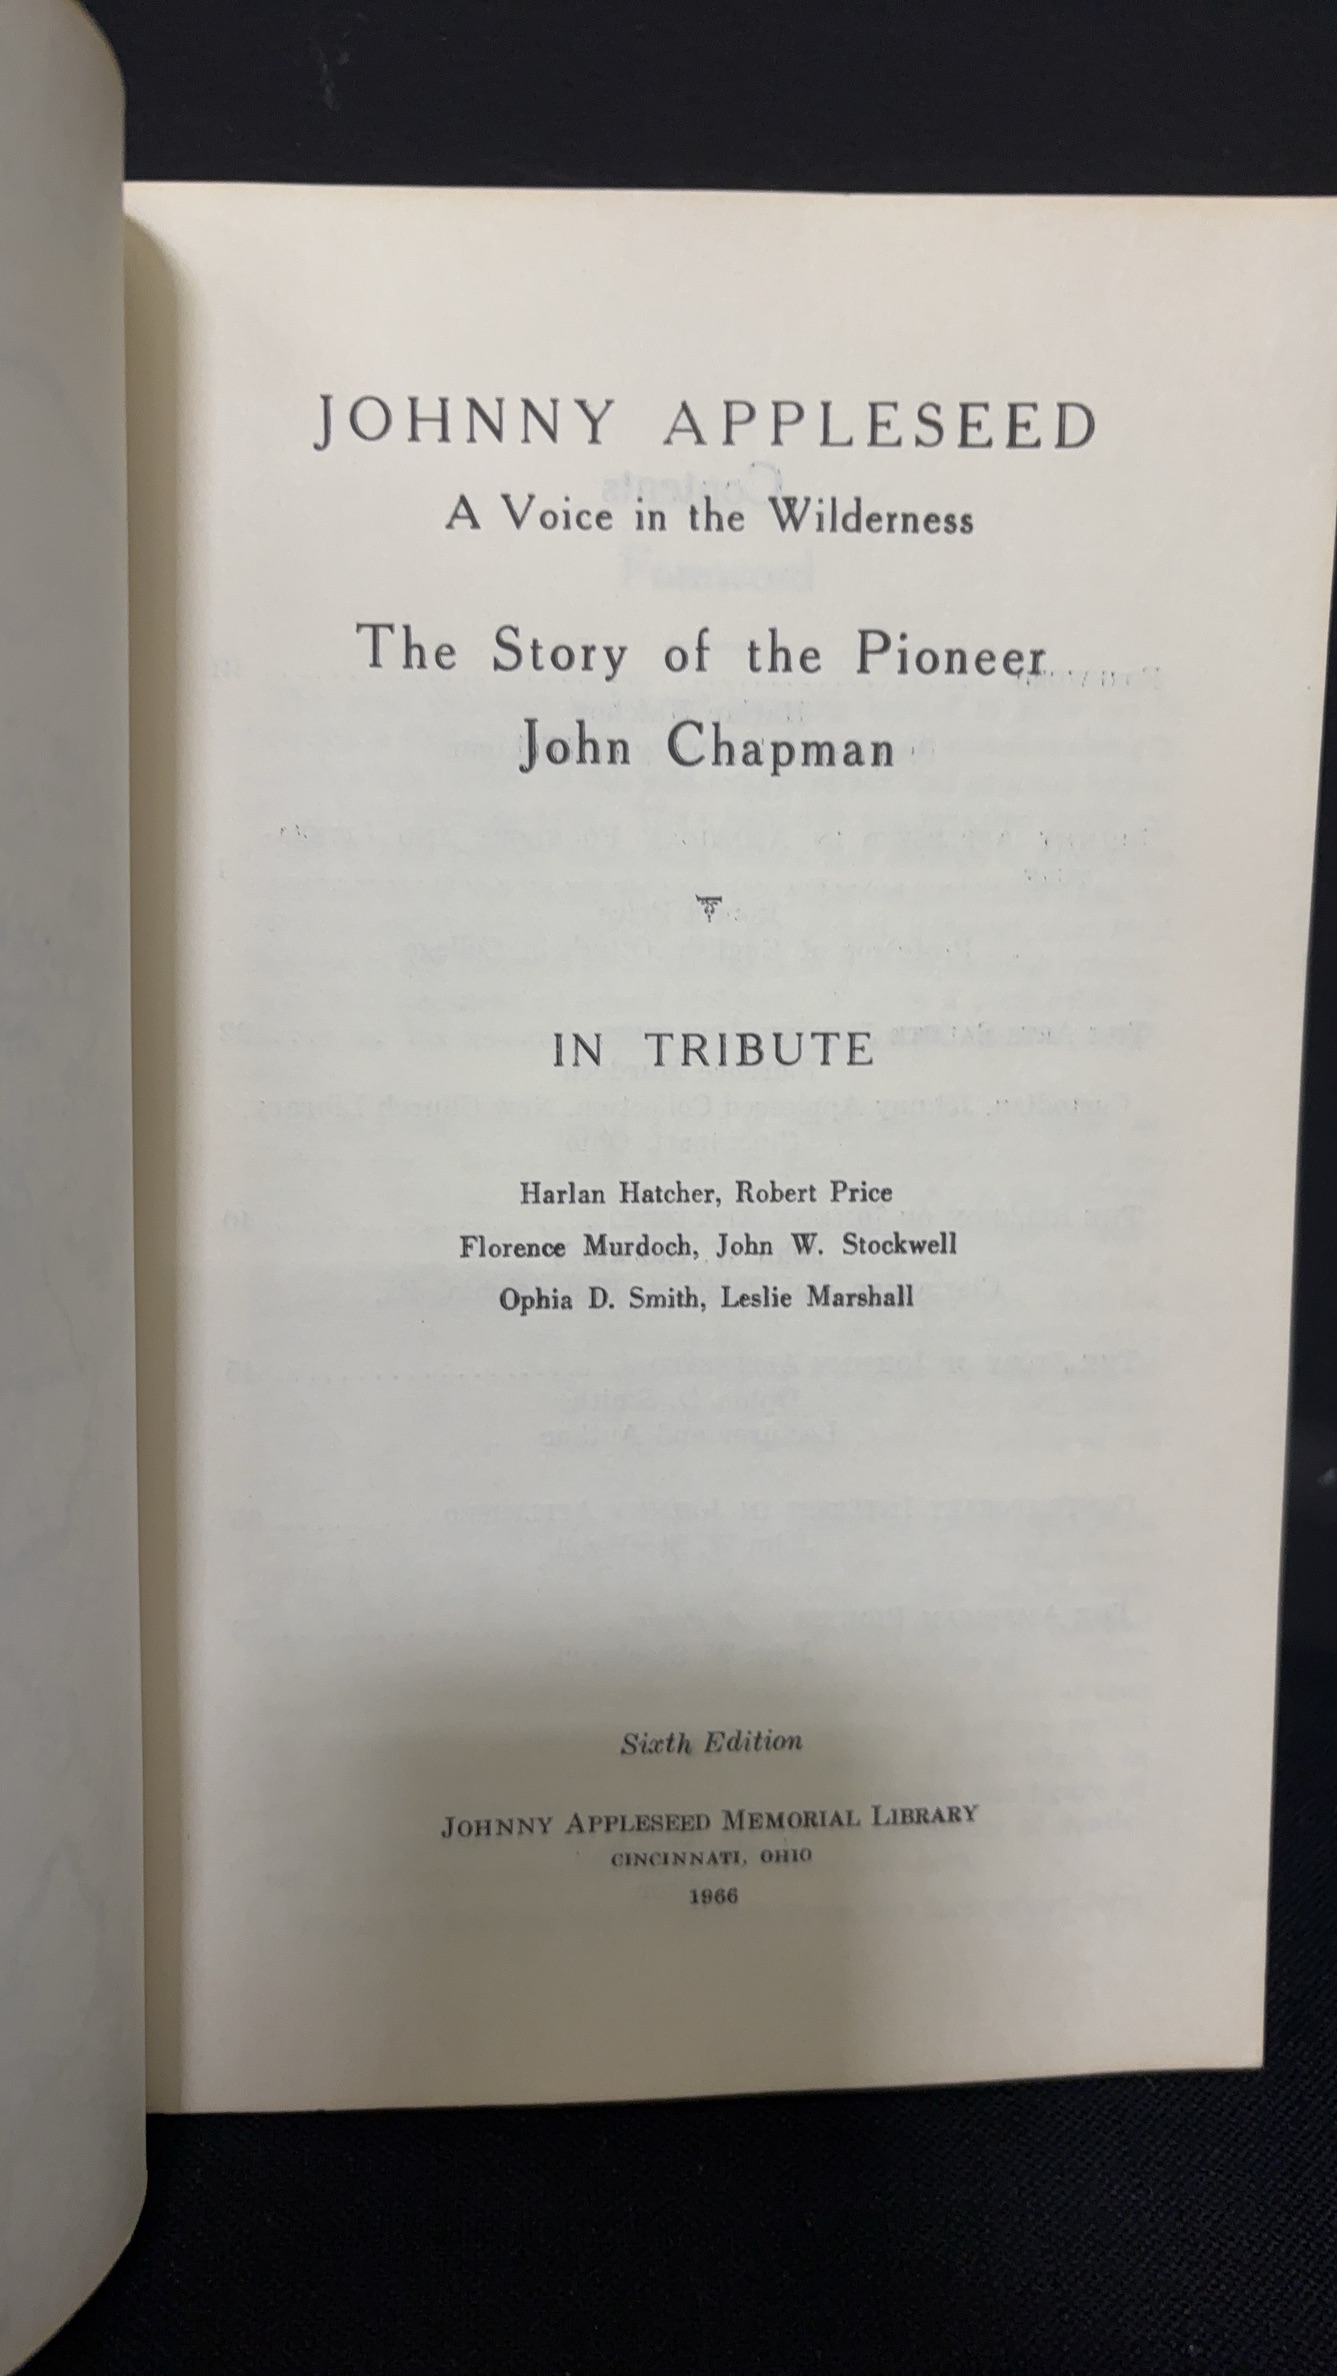 JOHNNY APPLESEED
A Voice in the Wilderness
The Story of the Pioneer
John Chapman
IN TRIBUTE
Harlan Hatcher, Robert Price
Florence Murdoch, John W. Stockwell
Ophia D. Smith, Leslie Marshall
Sixth Edition
JOHNNY APPLESEED MEMORIAL LIBRARY
CINCINNATI, OHIO
1966